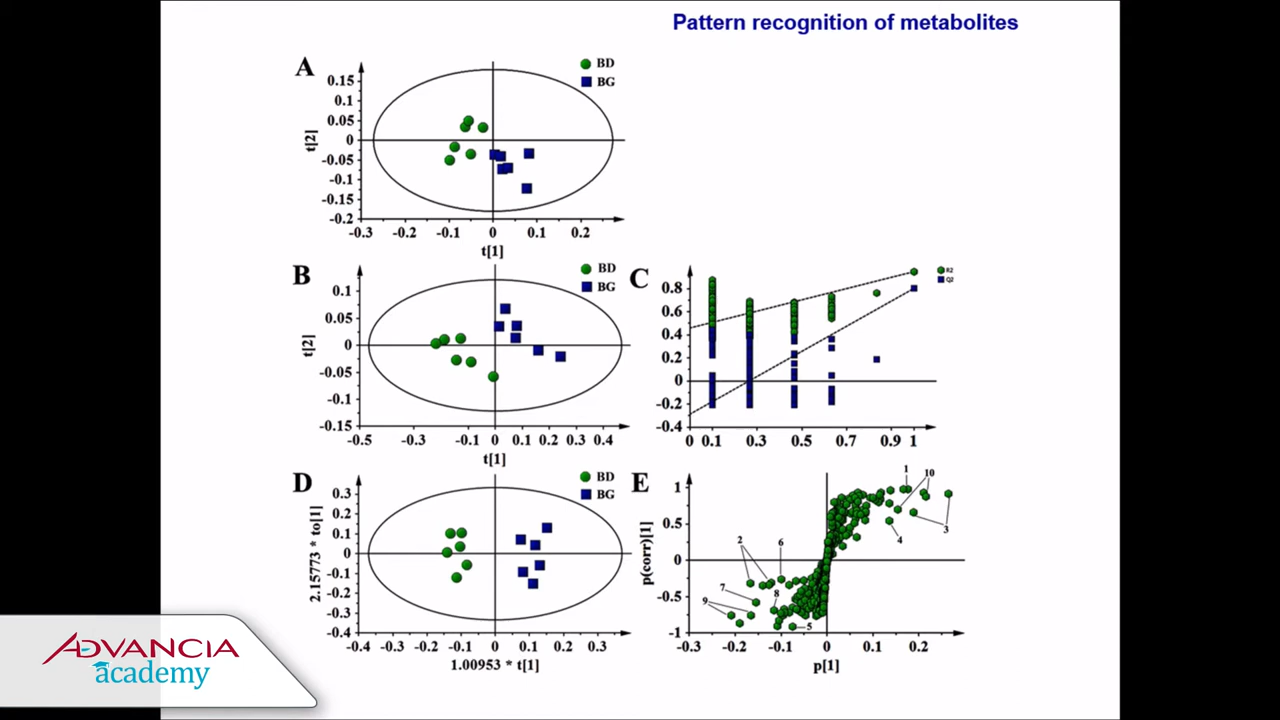 Pattern recognition of metabolites
A
BD
BG
0.15
0.1
0.05
0
-0.05
-0.1
-0.15
-0.2
t[2]
-0.3 -0.2 -0.1 0 0.1 0.2
t[1]
B
BD
BG
0.1
0.05
0
-0.05
-0.1
-0.15
t[2]
-0.5 -0.3 -0.1 0 0.1 0.2 0.3 0.4
t[1]
C
R2
Q2
0.8
0.6
0.4
0.2
0
-0.2
-0.4
0 0.1 0.3 0.5 0.7 0.9 1
D
BD
BG
0.3
0.2
0.1
0
-0.1
-0.2
-0.3
-0.4
2.15773 * to[1]
-0.4 -0.2 -0.1 0 0.1 0.2 0.3
1.00953 * t[1]
E
1
0.5
0
-0.5
-1
p(corr)[1]
1 10
3
4
2 6
7 8
9
5
-0.3 -0.2 -0.1 0 0.1 0.2
p[1]
ADVANCIA
academy